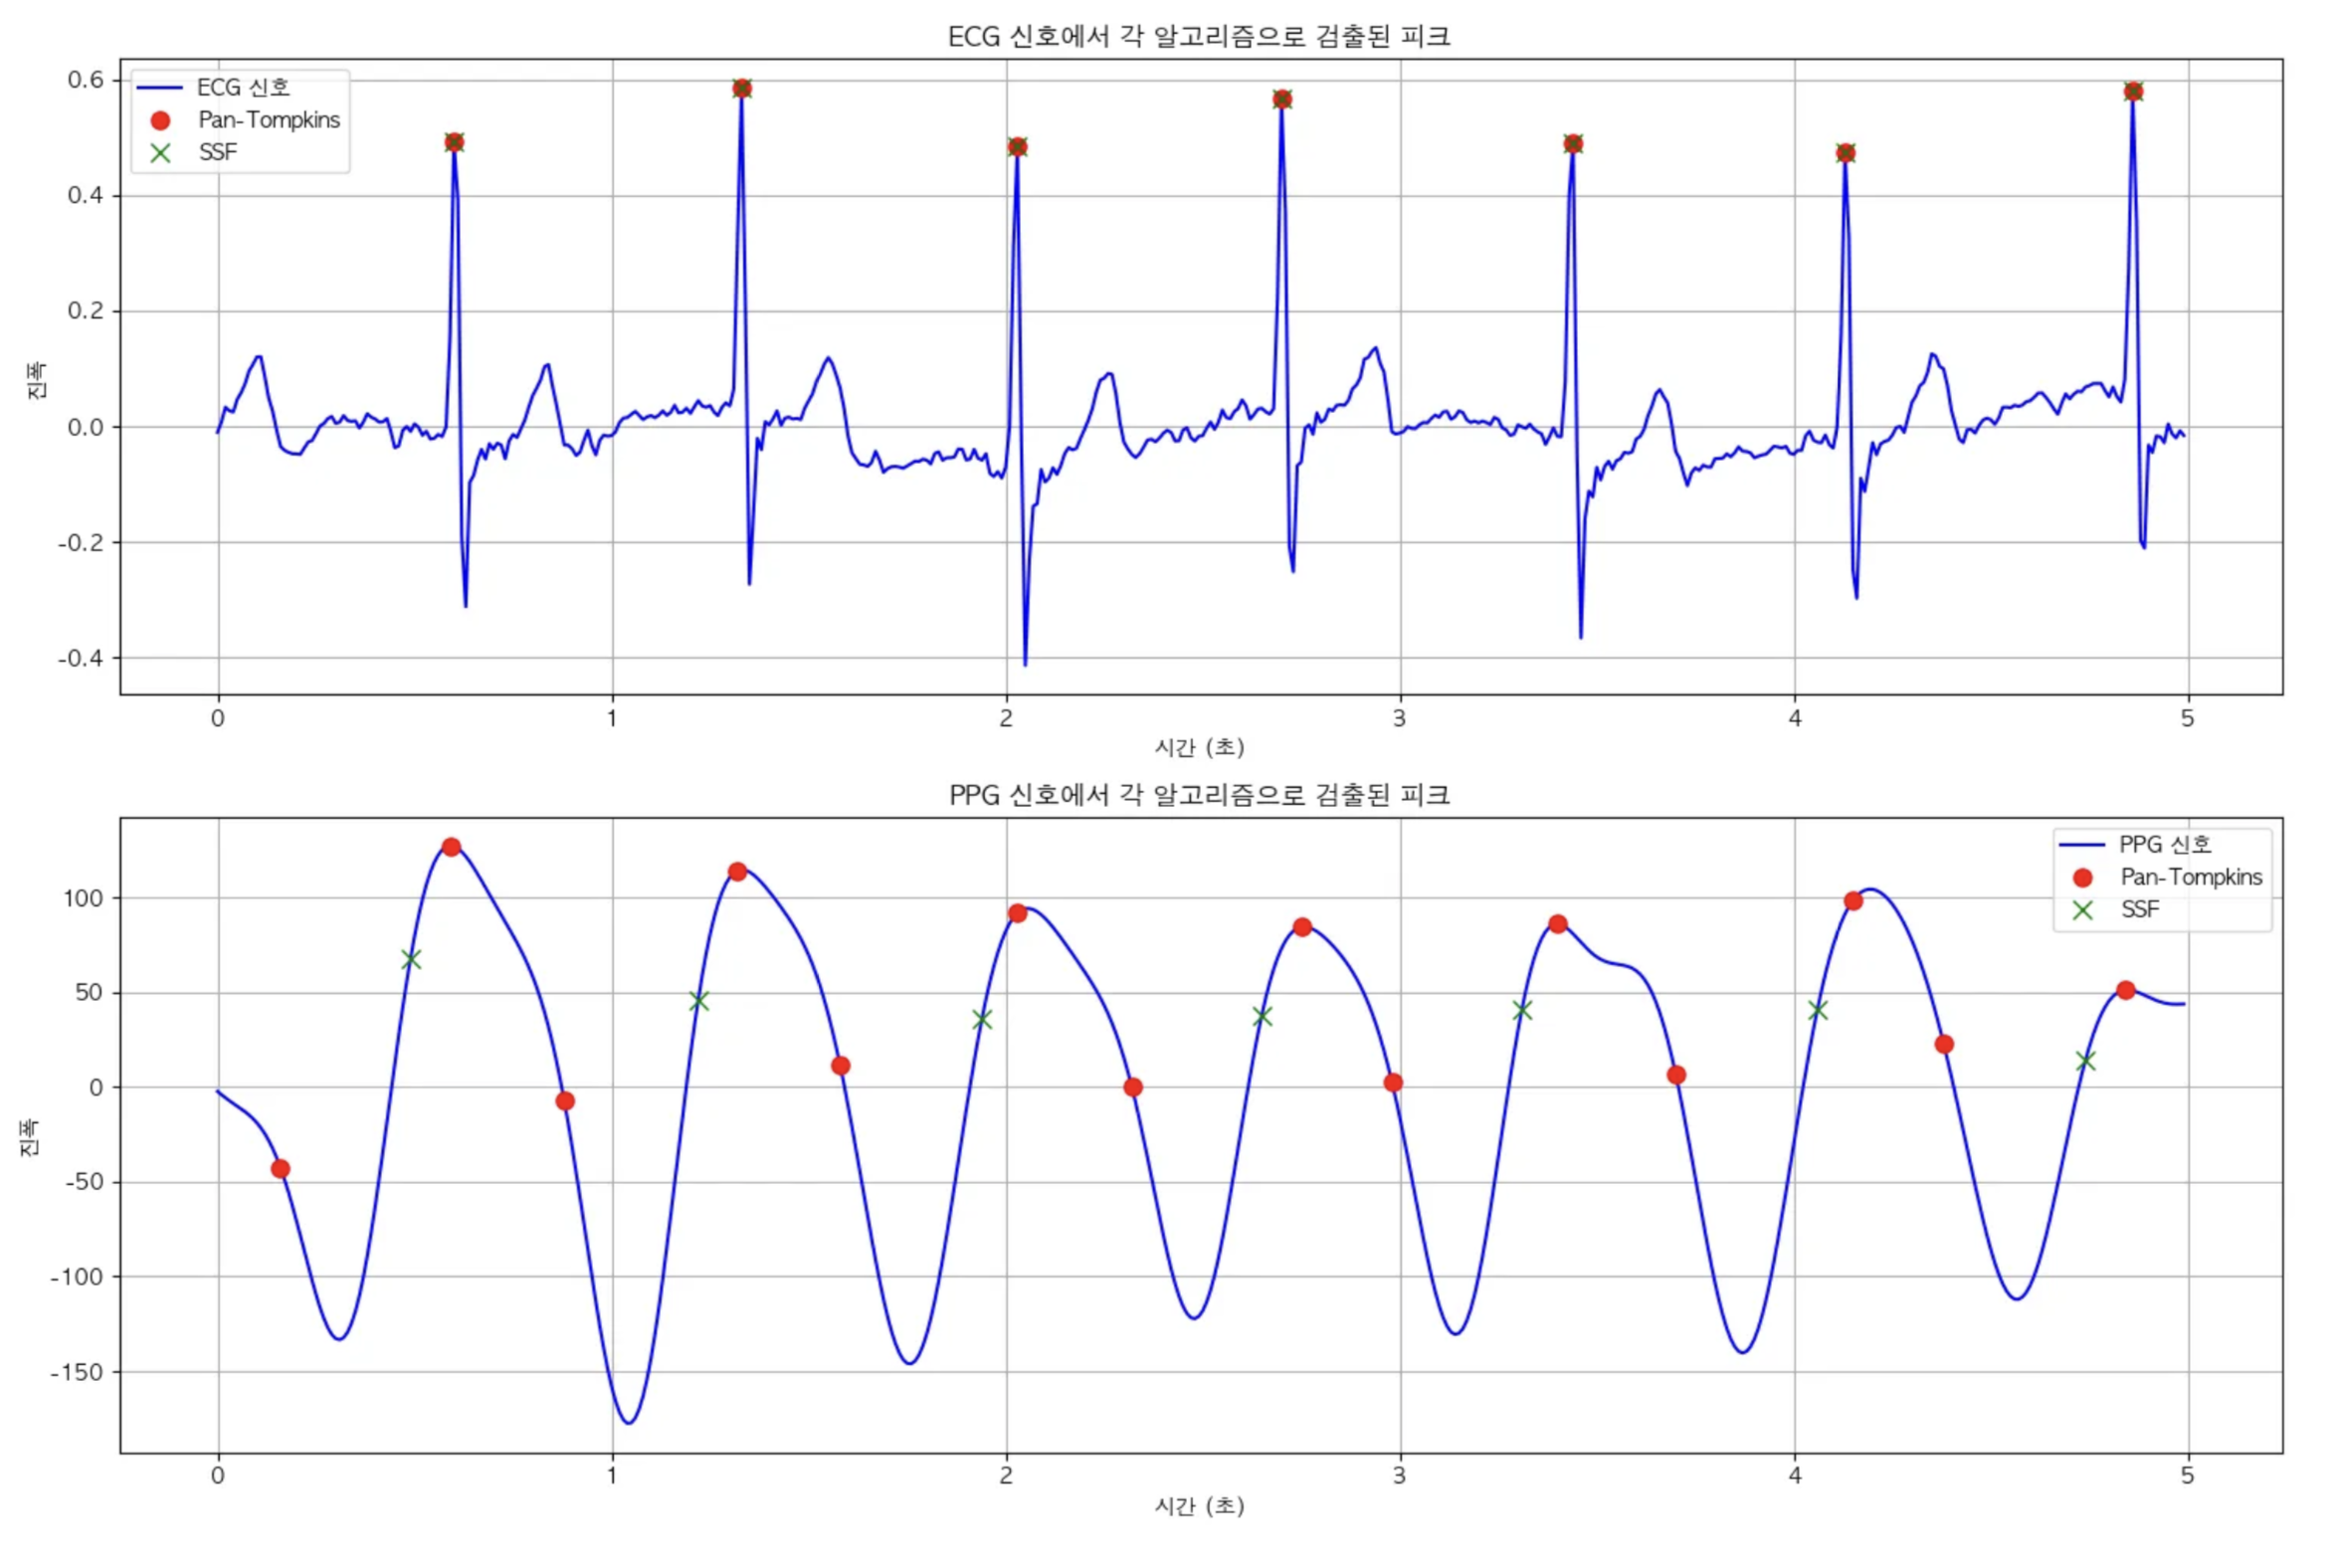 ECG 신호에서 각 알고리즘으로 검출된 피크
ECG 신호
Pan-Tompkins
SSF
0.6
0.4
0.2
0.0
-0.2
-0.4
진폭
0 1 2 3 4 5
시간 (초)
PPG 신호에서 각 알고리즘으로 검출된 피크
PPG 신호
Pan-Tompkins
SSF
100
50
0
-50
-100
-150
진폭
0 1 2 3 4 5
시간 (초)